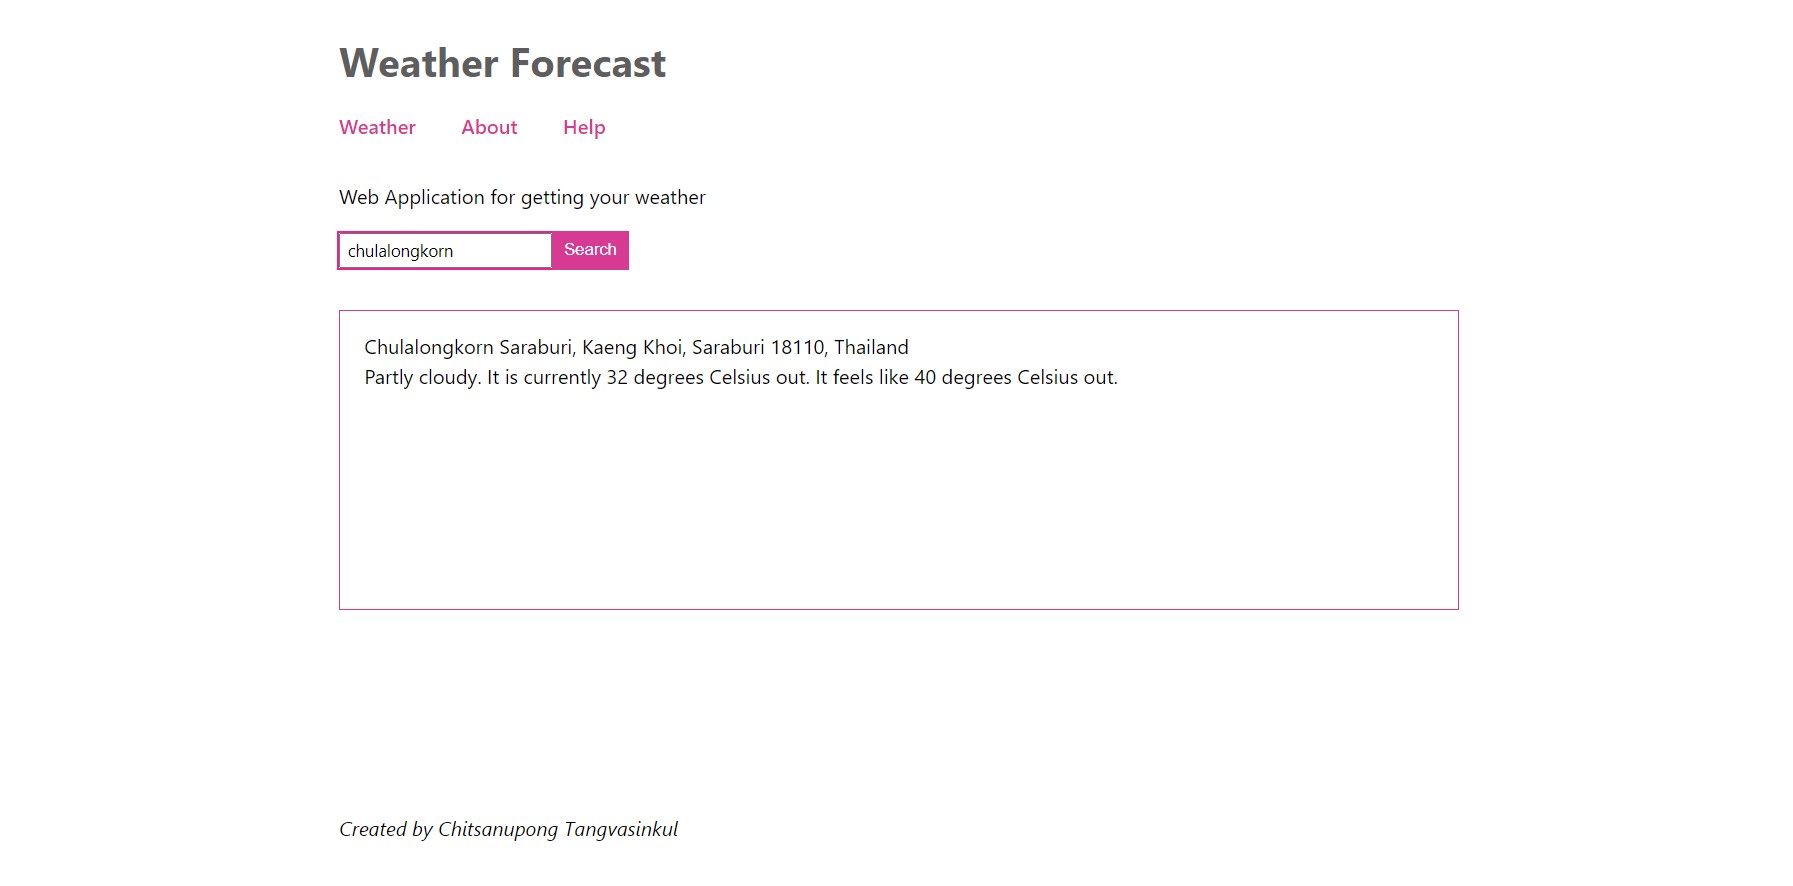 Weather Forecast
Weather About Help
Web Application for getting your weather
chulalongkorn Search
Chulalongkorn Saraburi, Kaeng Khoi, Saraburi 18110, Thailand
Partly cloudy. It is currently 32 degrees Celsius out. It feels like 40 degrees Celsius out.
Created by Chitsanupong Tangvasinkul